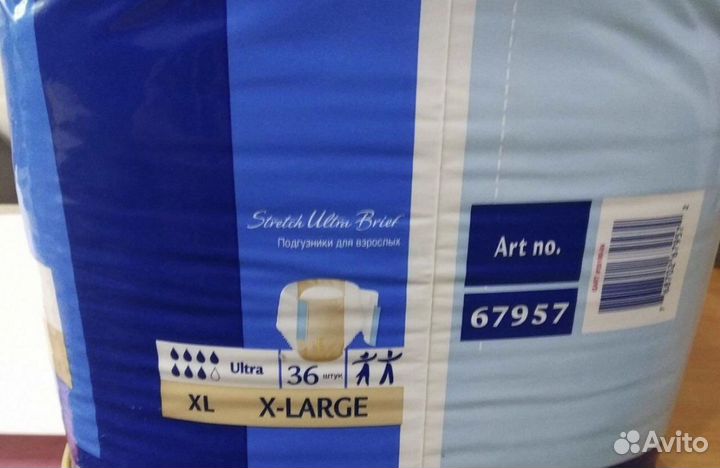 Stretch Ultra Brief
Подгузники для взрослых
Art no.
67957
Ultra
36 штук
XL X-LARGE
Avito